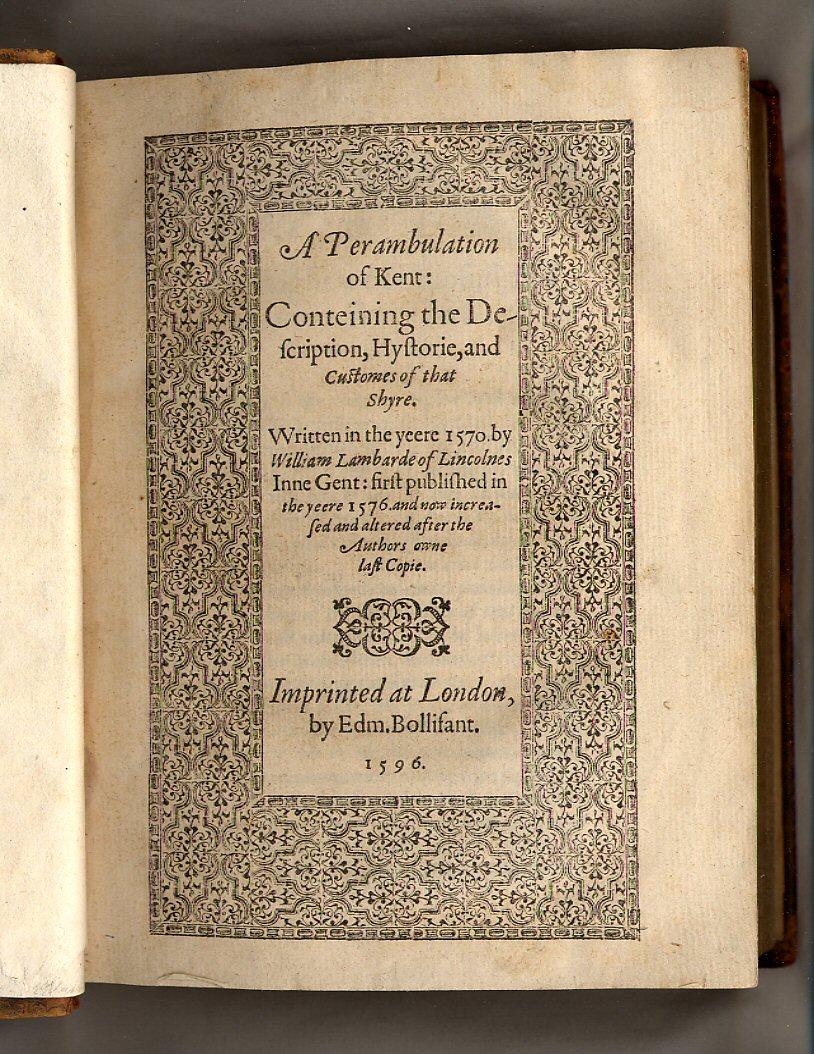 A Perambulation
of Kent:
Conteining the De-
ſcription, Hyſtorie, and
Cuſtomes of that
Shyre.
Written in the yeere 1570. by
William Lambarde of Lincolnes
Inne Gent: firſt publiſhed in
the yeere 1576. and now increa-
ſed and altered after the
Authors owne
laſt Copie.
Imprinted at London,
by Edm. Bollifant.
1596.